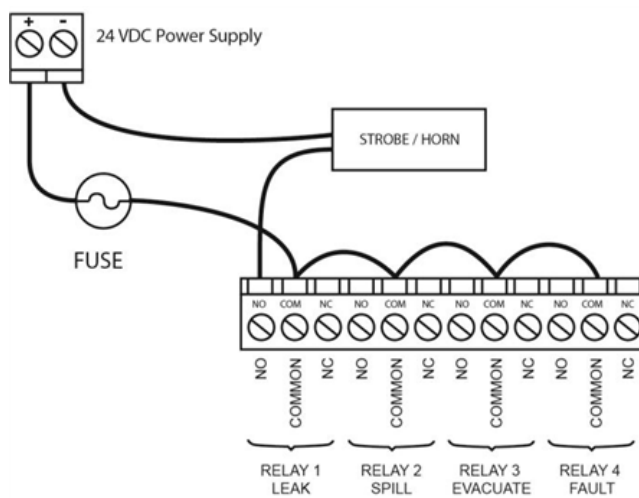 + -
24 VDC Power Supply
STROBE / HORN
FUSE
NO COM NC NO COM NC NO COM NC NO COM NC
NO COMMON NC NO COMMON NC NO COMMON NC NO COMMON NC
RELAY 1 RELAY 2 RELAY 3 RELAY 4
LEAK SPILL EVACUATE FAULT